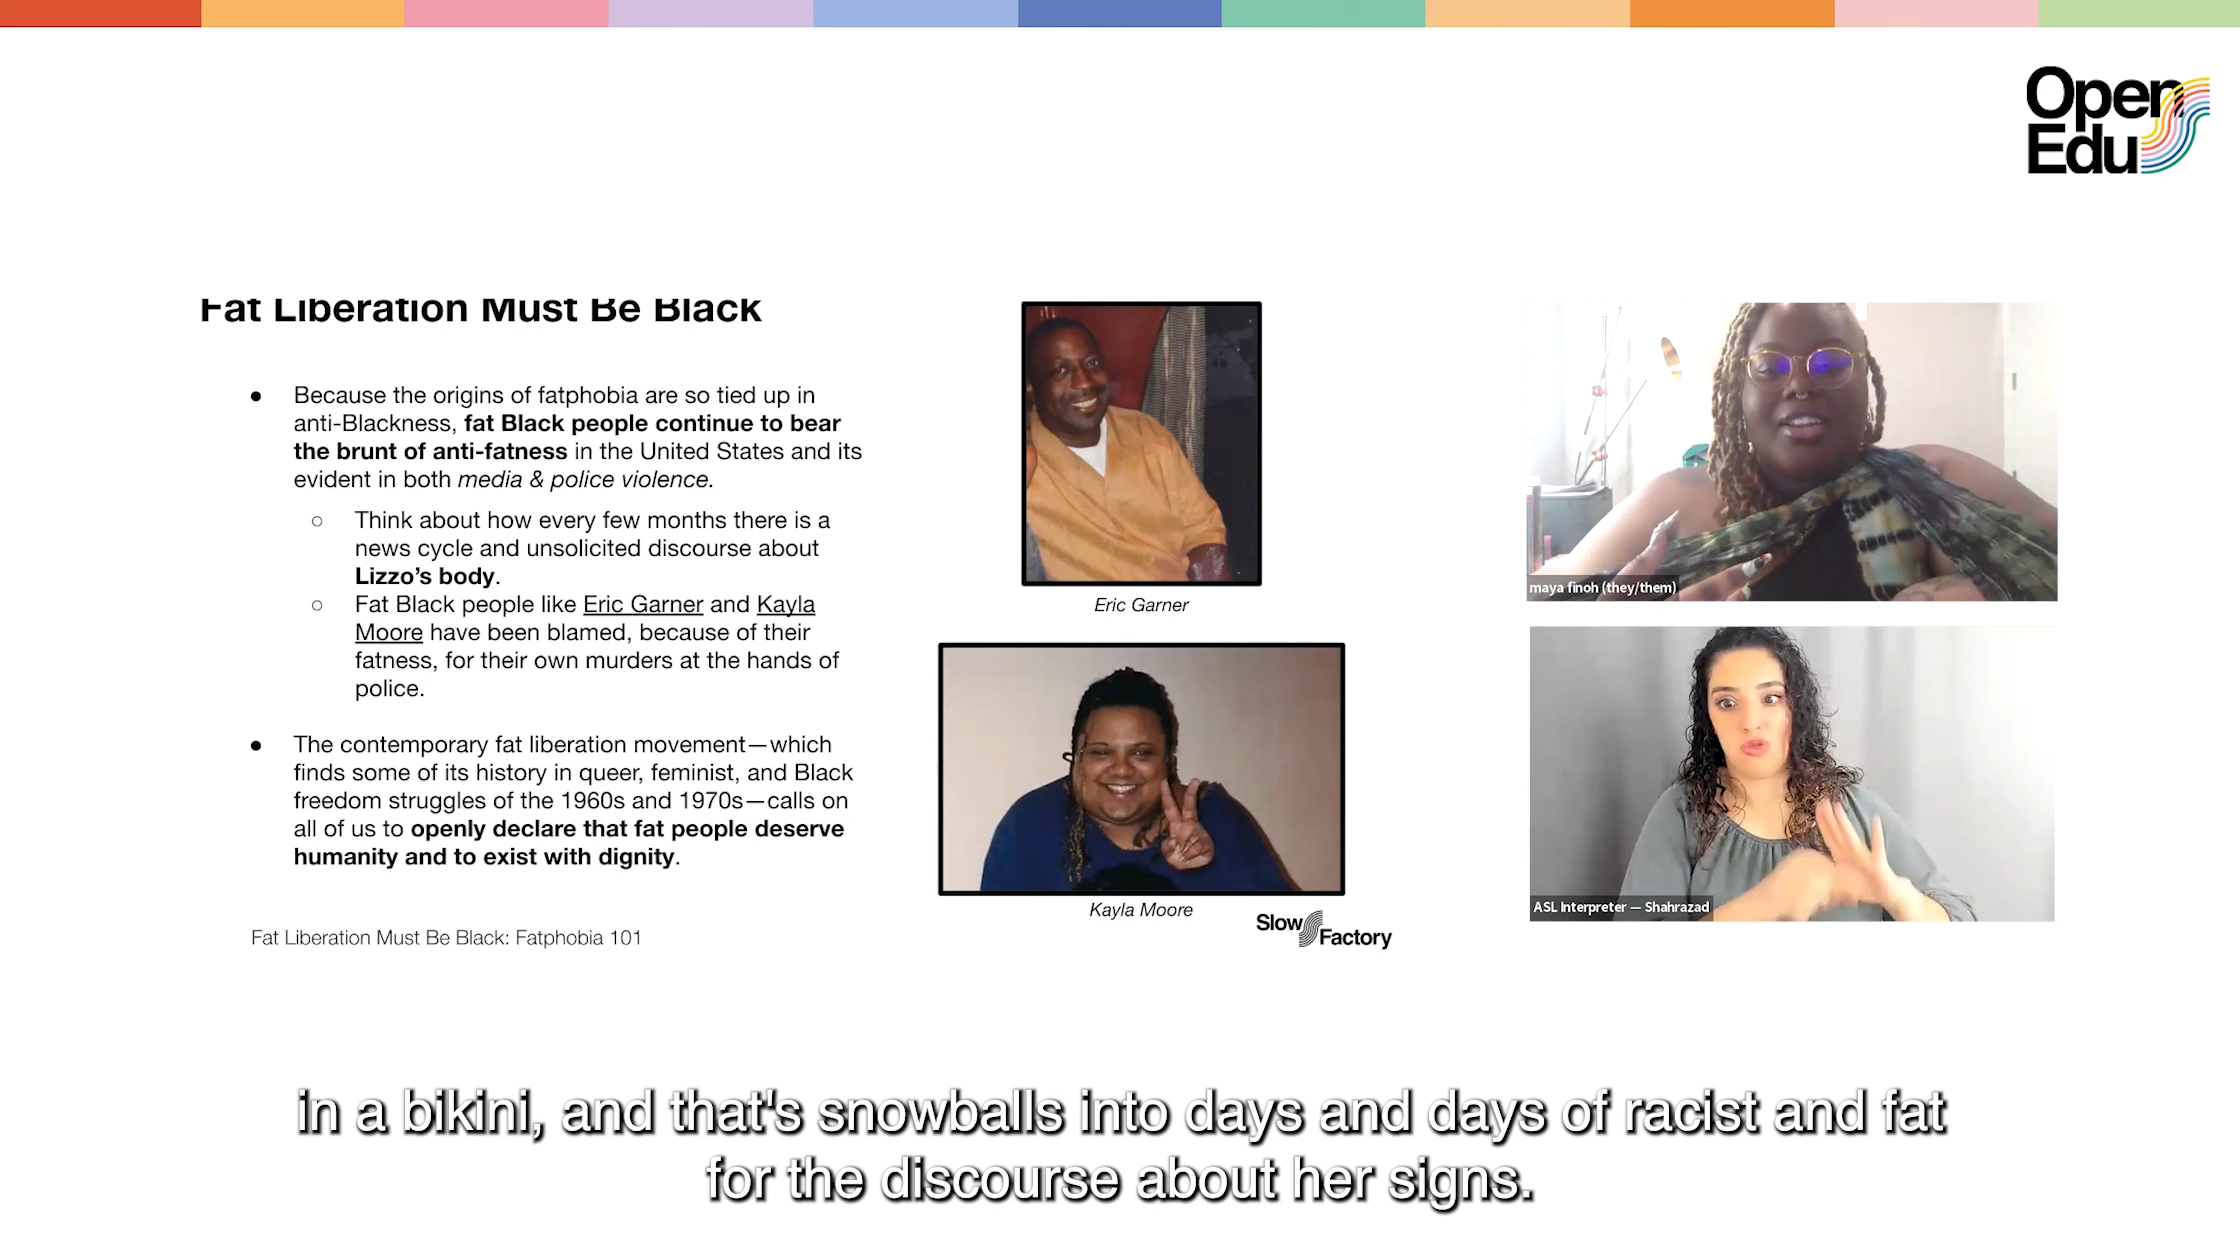 Open
Edu
Fat Liberation Must Be Black
● Because the origins of fatphobia are so tied up in
anti-Blackness, fat Black people continue to bear
the brunt of anti-fatness in the United States and its
evident in both media & police violence.
○ Think about how every few months there is a
news cycle and unsolicited discourse about
Lizzo’s body.
○ Fat Black people like Eric Garner and Kayla
Moore have been blamed, because of their
fatness, for their own murders at the hands of
police.
● The contemporary fat liberation movement—which
finds some of its history in queer, feminist, and Black
freedom struggles of the 1960s and 1970s—calls on
all of us to openly declare that fat people deserve
humanity and to exist with dignity.
Fat Liberation Must Be Black: Fatphobia 101
Eric Garner
Kayla Moore
Slow
Factory
maya finoh (they/them)
ASL Interpreter — Shahrazad
in a bikini, and that's snowballs into days and days of racist and fat
for the discourse about her signs.